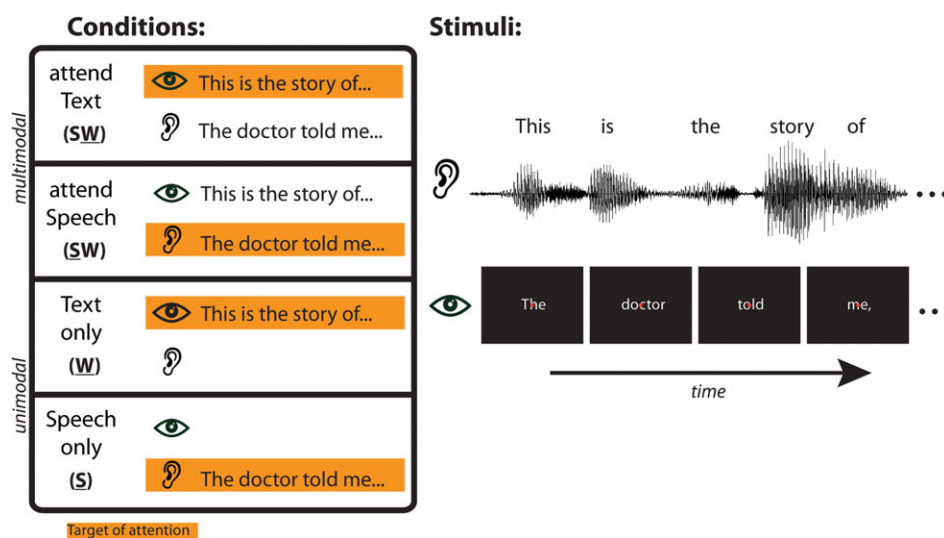 Conditions:
multimodal
attend
Text
(SW)
This is the story of...
The doctor told me...
attend
Speech
(SW)
This is the story of...
The doctor told me...
unimodal
Text
only
(W)
This is the story of...
Speech
only
(S)
The doctor told me...
Target of attention
Stimuli:
This is the story of
...
The doctor told me, ..
time